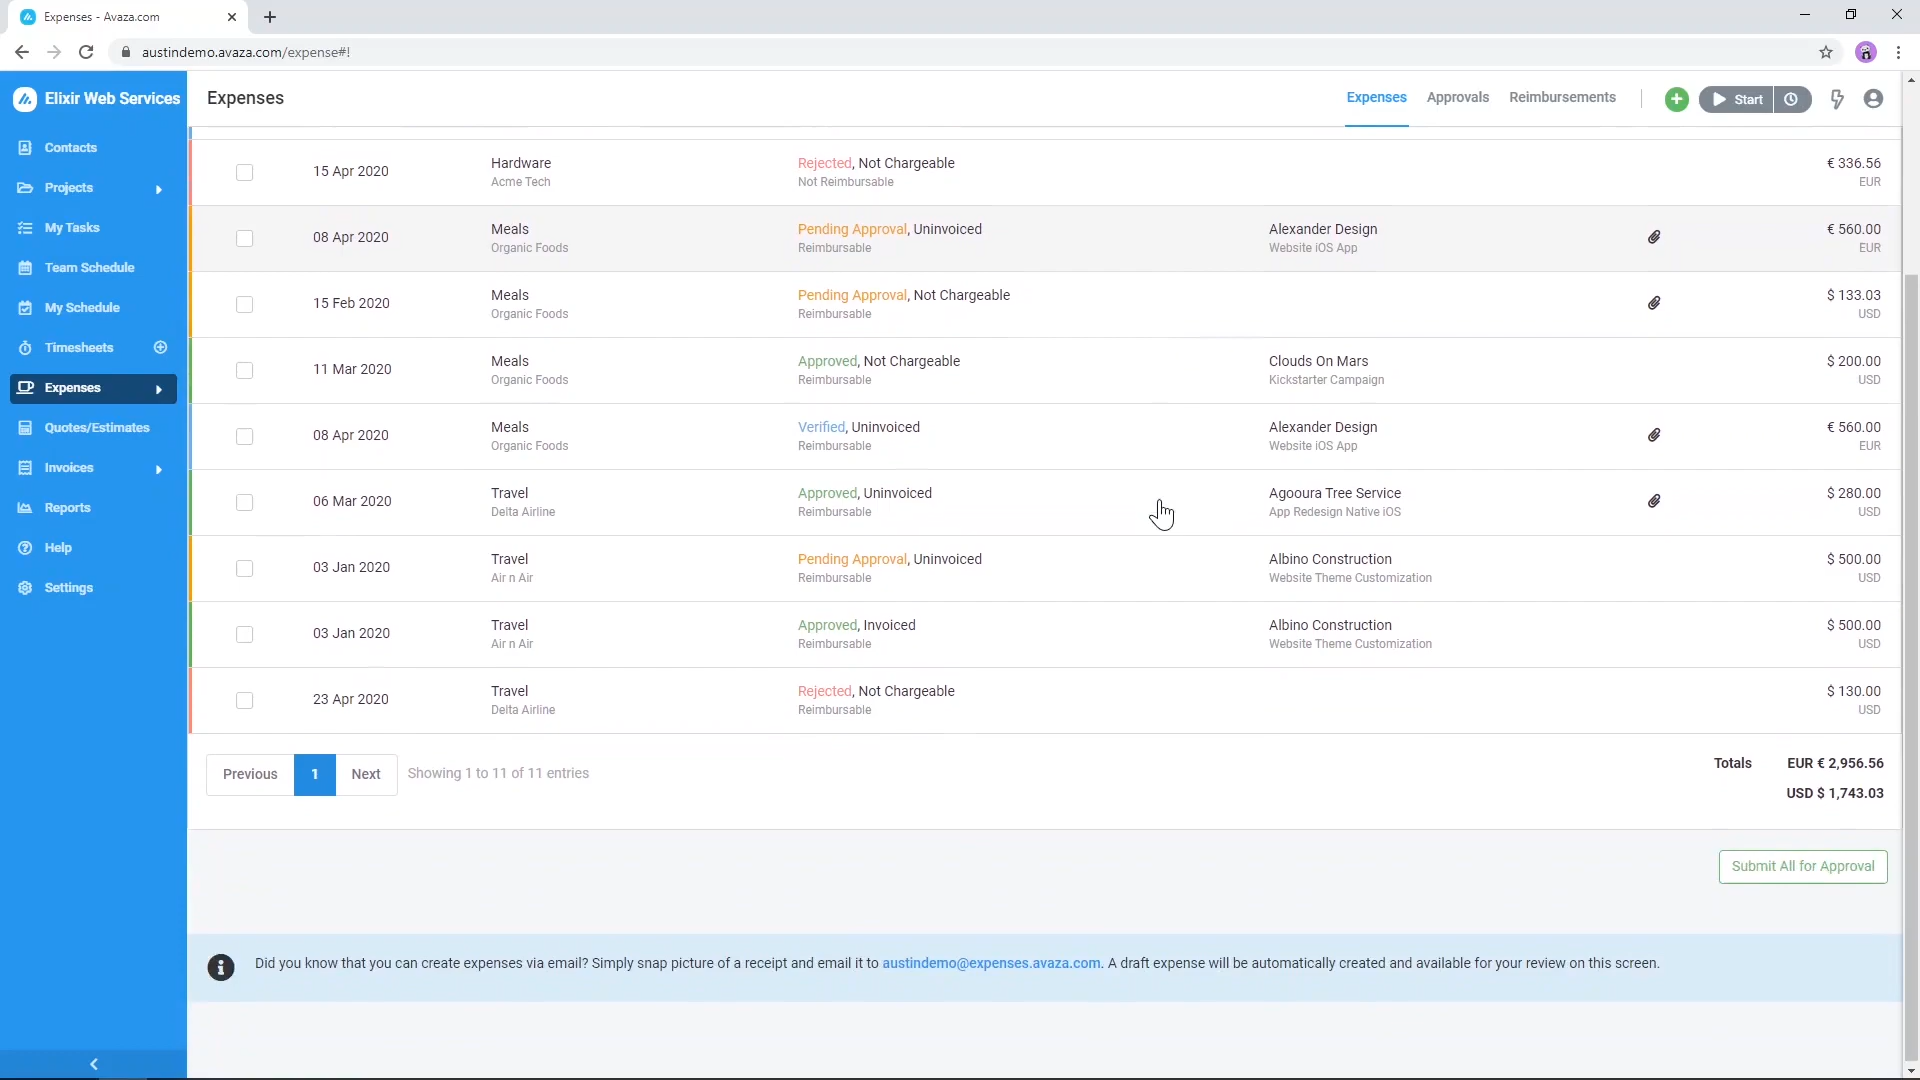 Expenses - Avaza.com
austindemo.avaza.com/expense#!
Elixir Web Services
Contacts
Projects
My Tasks
Team Schedule
My Schedule
Timesheets
Expenses
Quotes/Estimates
Invoices
Reports
Help
Settings
Expenses
Expenses Approvals Reimbursements Start
15 Apr 2020 Hardware Rejected, Not Chargeable € 336.56
Acme Tech Not Reimbursable EUR
08 Apr 2020 Meals Pending Approval, Uninvoiced Alexander Design € 560.00
Organic Foods Reimbursable Website iOS App EUR
15 Feb 2020 Meals Pending Approval, Not Chargeable $ 133.03
Organic Foods Reimbursable USD
11 Mar 2020 Meals Approved, Not Chargeable Clouds On Mars $ 200.00
Organic Foods Reimbursable Kickstarter Campaign USD
08 Apr 2020 Meals Verified, Uninvoiced Alexander Design € 560.00
Organic Foods Reimbursable Website iOS App EUR
06 Mar 2020 Travel Approved, Uninvoiced Agooura Tree Service $ 280.00
Delta Airline Reimbursable App Redesign Native iOS USD
03 Jan 2020 Travel Pending Approval, Uninvoiced Albino Construction $ 500.00
Air n Air Reimbursable Website Theme Customization USD
03 Jan 2020 Travel Approved, Invoiced Albino Construction $ 500.00
Air n Air Reimbursable Website Theme Customization USD
23 Apr 2020 Travel Rejected, Not Chargeable $ 130.00
Delta Airline Reimbursable USD
Previous 1 Next Showing 1 to 11 of 11 entries
Totals EUR € 2,956.56
USD $ 1,743.03
Submit All for Approval
Did you know that you can create expenses via email? Simply snap picture of a receipt and email it to austindemo@expenses.avaza.com. A draft expense will be automatically created and available for your review on this screen.